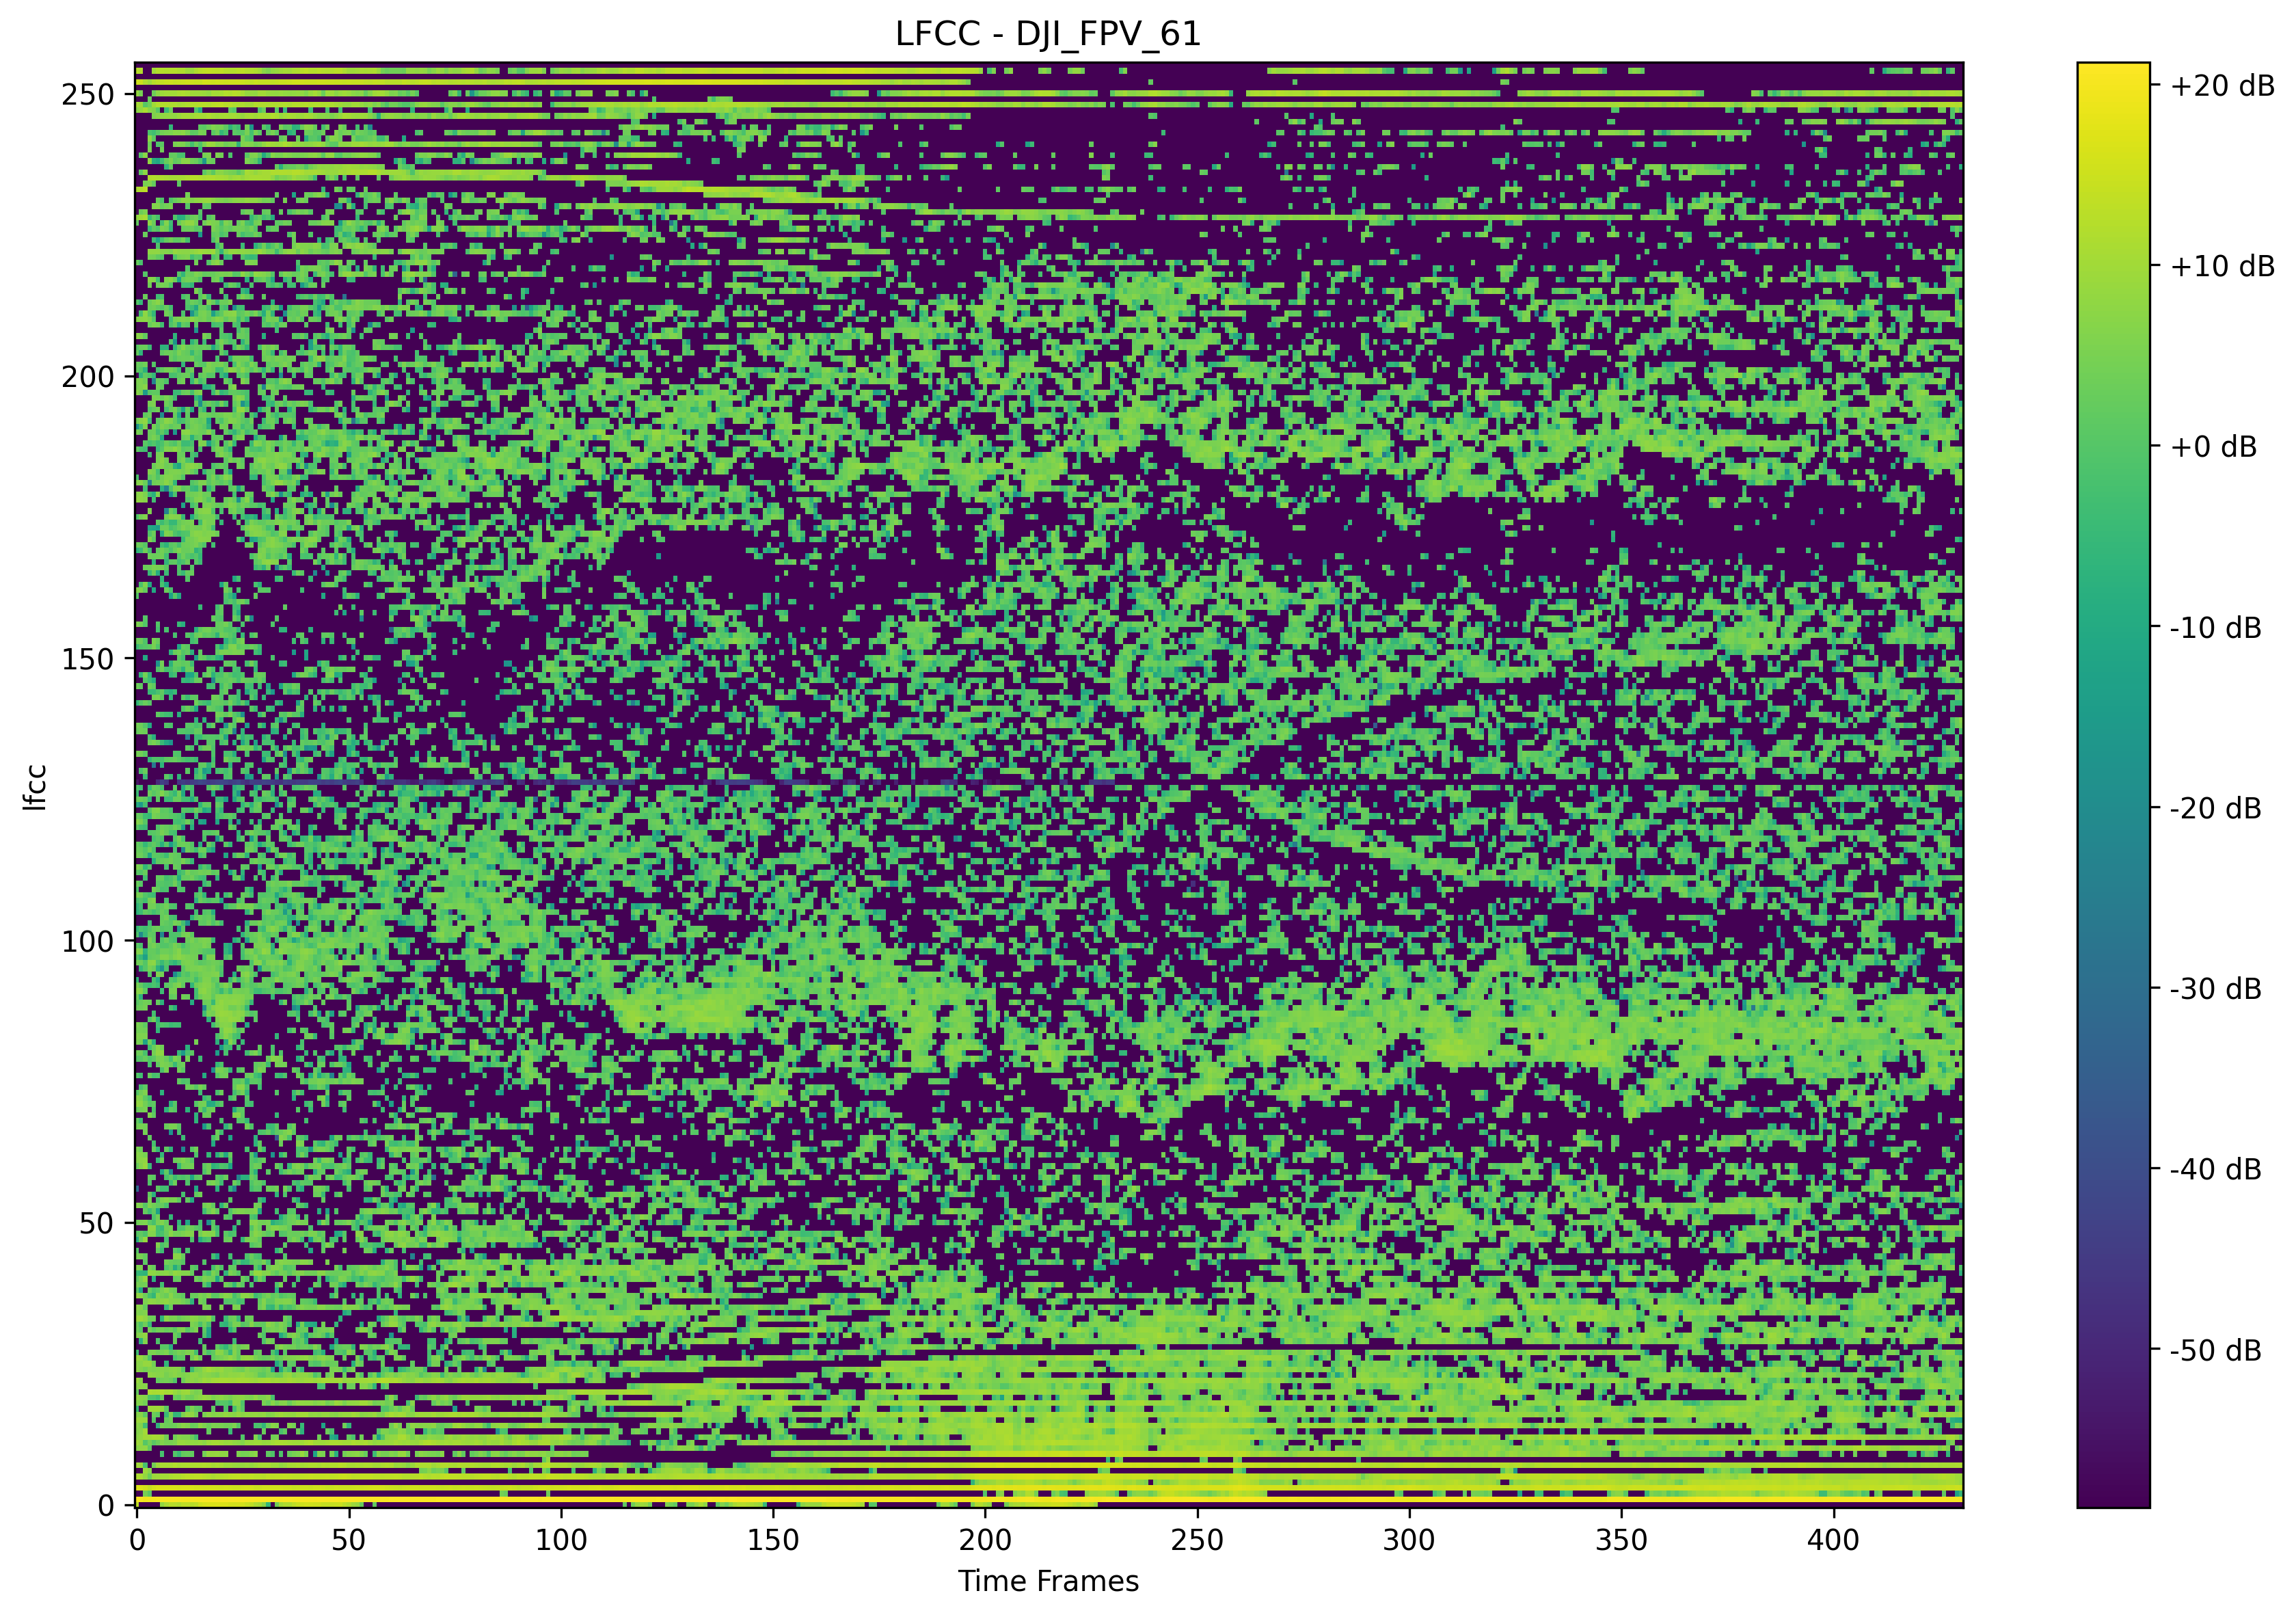 LFCC - DJI_FPV_61
250
200
150
100
50
0
lfcc
0 50 100 150 200 250 300 350 400
Time Frames
+20 dB
+10 dB
+0 dB
-10 dB
-20 dB
-30 dB
-40 dB
-50 dB